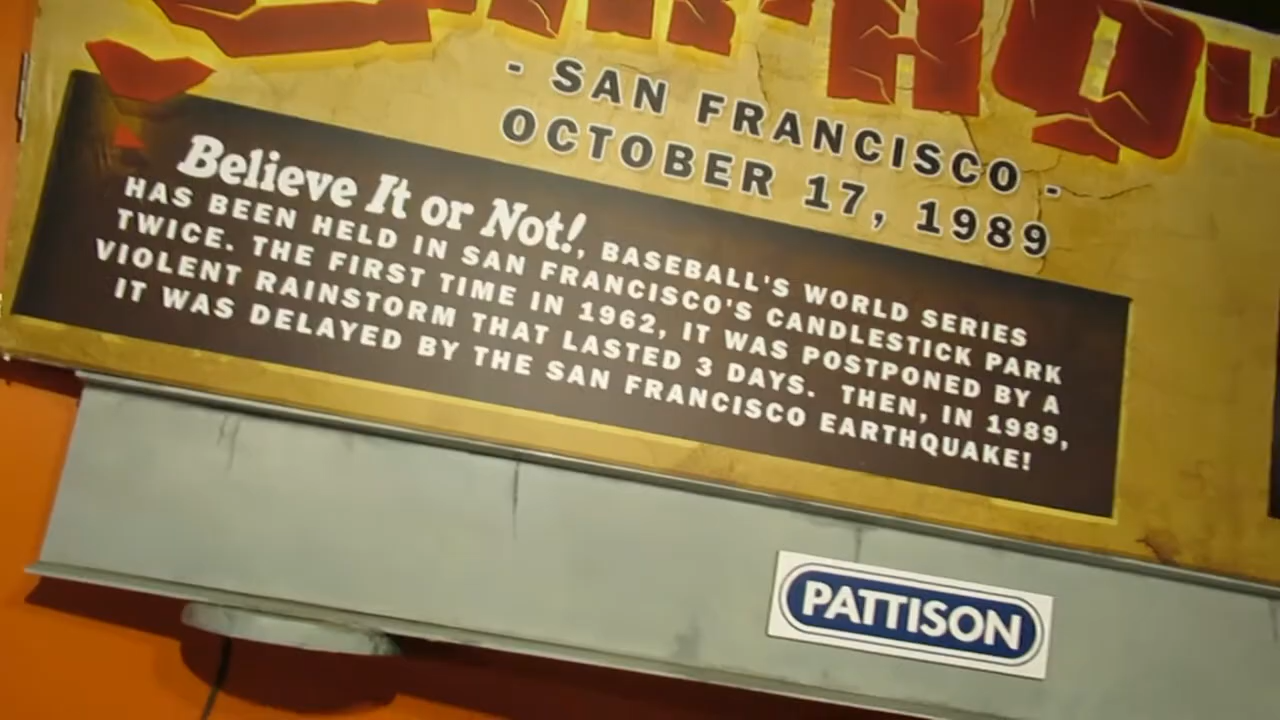 - SAN FRANCISCO -
OCTOBER 17, 1989
Believe It or Not!, BASEBALL'S WORLD SERIES
HAS BEEN HELD IN SAN FRANCISCO'S CANDLESTICK PARK
TWICE. THE FIRST TIME IN 1962, IT WAS POSTPONED BY A
VIOLENT RAINSTORM THAT LASTED 3 DAYS. THEN, IN 1989,
IT WAS DELAYED BY THE SAN FRANCISCO EARTHQUAKE!
PATTISON